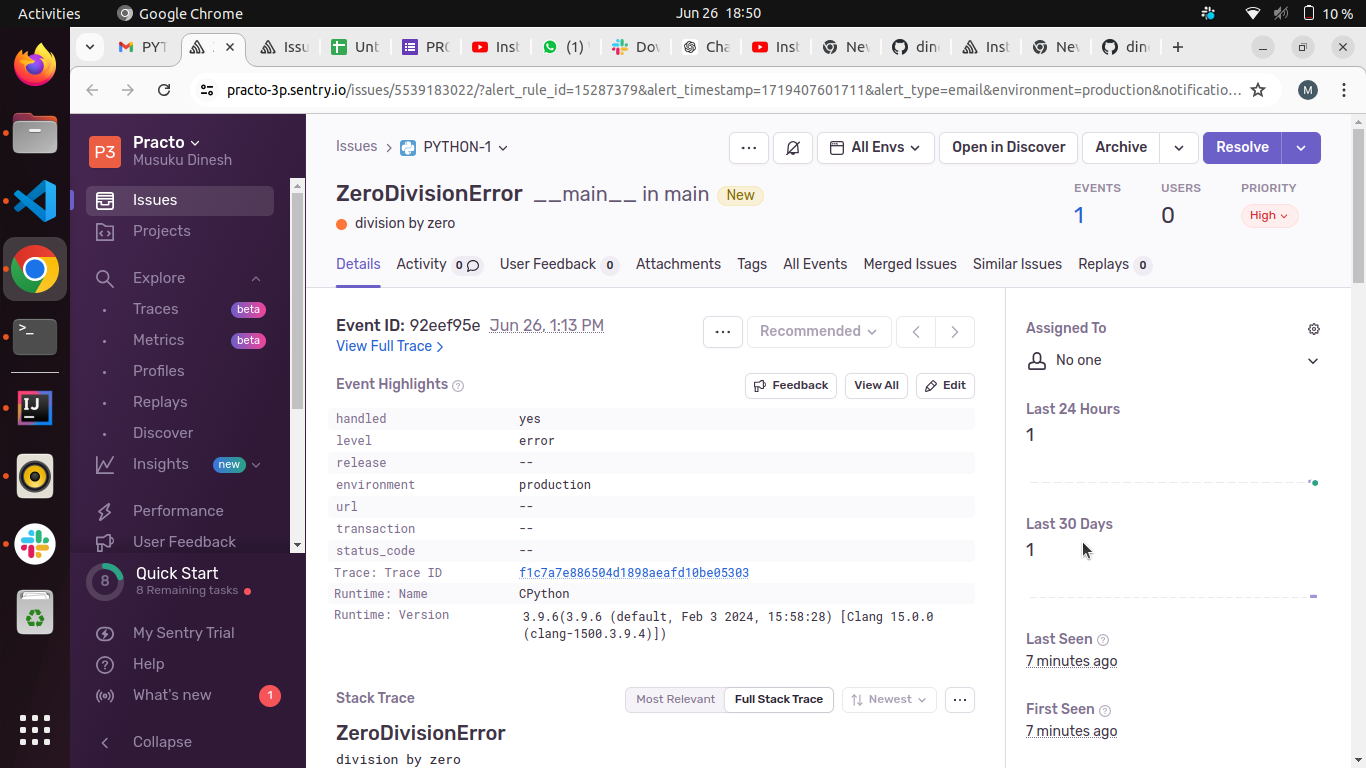 Activities Google Chrome Jun 26 18:50 10 %
PYT Issu Unt PRO Inst (1) Dov Cha Inst Nev din Inst Nev din
practo-3p.sentry.io/issues/5539183022/?alert_rule_id=15287379&alert_timestamp=1719407601711&alert_type=email&environment=production&notificatio... M
P3 Practo
Musuku Dinesh
Issues
Projects
Explore
Traces beta
Metrics beta
Profiles
Replays
Discover
Insights new
Performance
User Feedback
8 Quick Start
8 Remaining tasks
My Sentry Trial
Help
What's new 1
Collapse
Issues > PYTHON-1 ... All Envs Open in Discover Archive Resolve
ZeroDivisionError __main__ in main New
division by zero
EVENTS USERS PRIORITY
1 0 High
Details Activity 0 User Feedback 0 Attachments Tags All Events Merged Issues Similar Issues Replays 0
Event ID: 92eef95e Jun 26, 1:13 PM ... Recommended
View Full Trace >
Event Highlights ? Feedback View All Edit
handled yes
level error
release --
environment production
url --
transaction --
status_code --
Trace: Trace ID f1c7a7e886504d1898aeafd10be05303
Runtime: Name CPython
Runtime: Version 3.9.6(3.9.6 (default, Feb 3 2024, 15:58:28) [Clang 15.0.0
(clang-1500.3.9.4)])
Stack Trace Most Relevant Full Stack Trace Newest ...
ZeroDivisionError
division by zero
Assigned To
No one
Last 24 Hours
1
Last 30 Days
1
Last Seen ?
7 minutes ago
First Seen ?
7 minutes ago